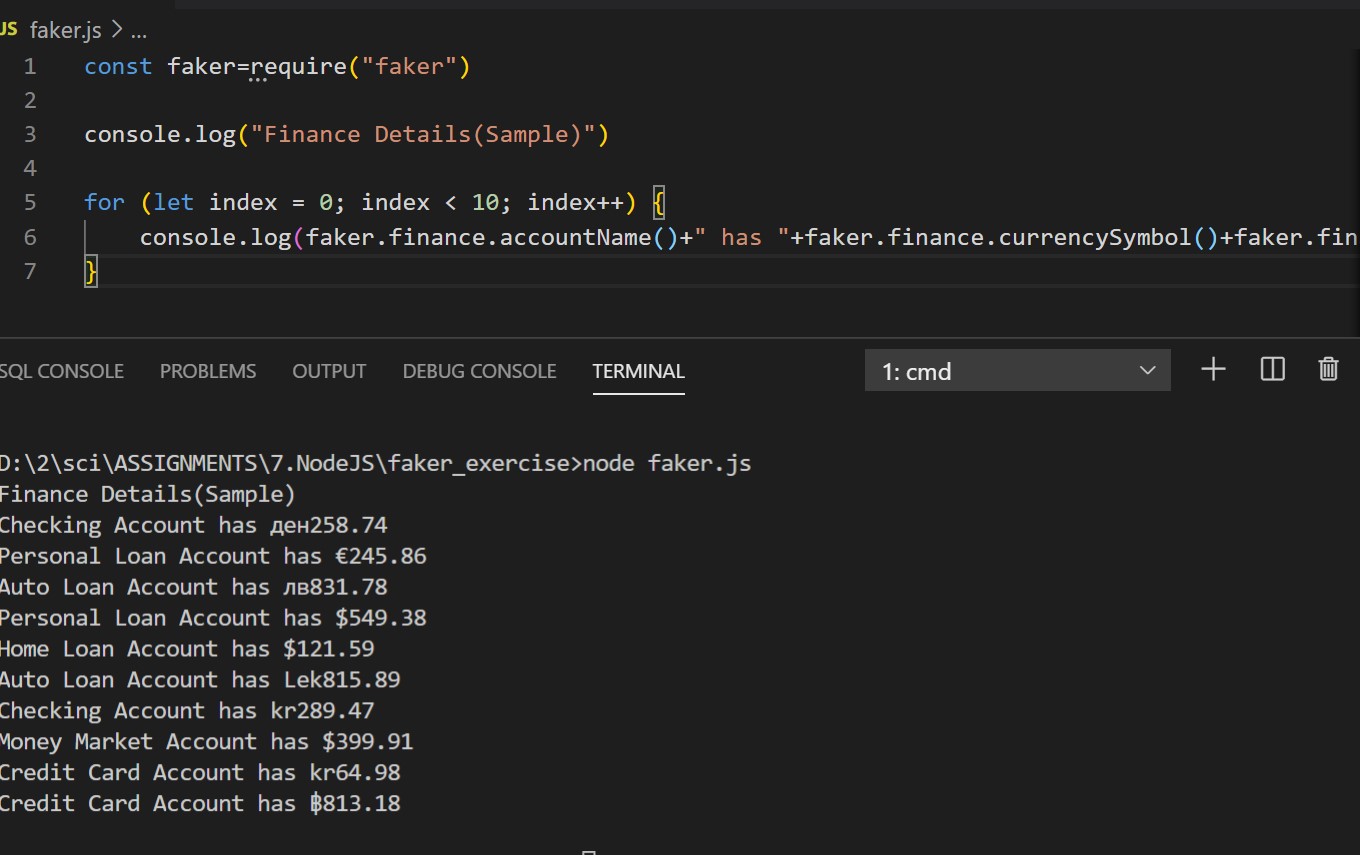 JS faker.js > ...
1 const faker=require("faker")
2
3 console.log("Finance Details(Sample)")
4
5 for (let index = 0; index < 10; index++) {
6 console.log(faker.finance.accountName()+" has "+faker.finance.currencySymbol()+faker.fin
7 }
SQL CONSOLE PROBLEMS OUTPUT DEBUG CONSOLE TERMINAL 1: cmd
D:\2\sci\ASSIGNMENTS\7.NodeJS\faker_exercise>node faker.js
Finance Details(Sample)
Checking Account has ден258.74
Personal Loan Account has €245.86
Auto Loan Account has лв831.78
Personal Loan Account has $549.38
Home Loan Account has $121.59
Auto Loan Account has Lek815.89
Checking Account has kr289.47
Money Market Account has $399.91
Credit Card Account has kr64.98
Credit Card Account has ฿813.18